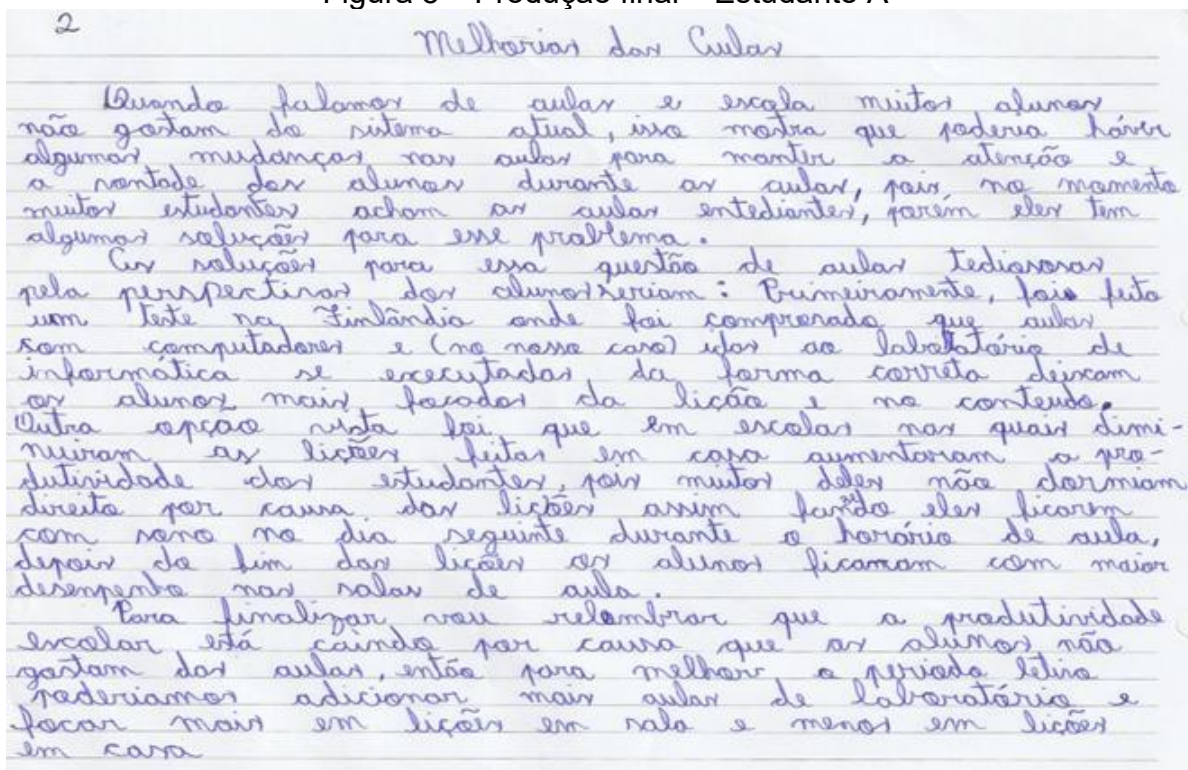 Figura 3 – Produção final – Estudante A
2
Melhorias das Aulas
Quando falamos de aulas e escola muitos alunos
não gostam do sitema atual, isso mostra que poderia háver
algumas mudanças nas aulas para manter a atenção e
a vontade dos alunos durante as aulas, pois, no momento
muitos estudantes acham as aulas entediantes, porém eles tem
algumas soluções para esse problema.
As soluções para essa questão de aulas tediososas
pela perspectivas dos alunos seriam: Primeiramente, foi feito
um teste na Finlândia onde foi comprovado que aulas
com computadores e (no nosso caso) idas ao labolatório de
informática se executadas da forma correta deixam
os alunos mais focados da lição e no conteudo.
Outra opção vista foi que em escolas nas quais dimi-
nuiram as lições feitas em casa aumentaram a pro-
dutividade dos estudantes, pois muitos deles não dormiam
direito por causa das lições assim fazendo eles ficarem
com sono no dia seguinte durante o horário de aula,
depois do fim das lições os alunos ficamam com maior
desempenho nas salas de aula.
Para finalizar vou relembrar que a produtividade
escolar está caindo por causa que os alunos não
gostam das aulas, então para melhorr o periodo letivo
poderiamos adicionar mais aulas de laboratório e
focar mais em lições em sala e menos em lições
em casa